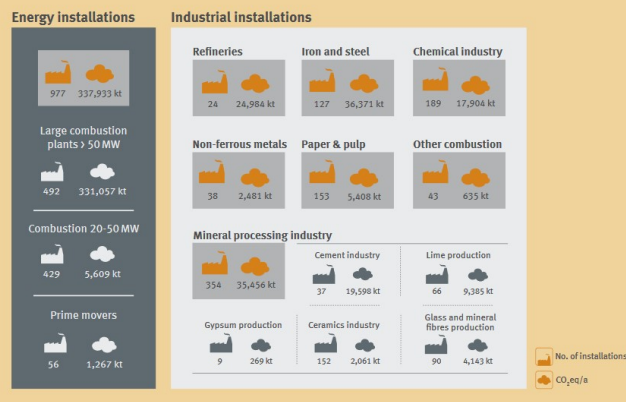 Energy installations
977 337,933 kt
Large combustion
plants > 50 MW
492 331,057 kt
Combustion 20-50 MW
429 5,609 kt
Prime movers
56 1,267 kt
Industrial installations
Refineries Iron and steel Chemical industry
24 24,984 kt 127 36,371 kt 189 17,904 kt
Non-ferrous metals Paper & pulp Other combustion
38 2,481 kt 153 5,408 kt 43 635 kt
Mineral processing industry
354 35,456 kt
Cement industry Lime production
37 19,598 kt 66 9,385 kt
Gypsum production Ceramics industry Glass and mineral
fibres production
9 269 kt 152 2,061 kt 90 4,143 kt
No. of installations
CO₂eq/a